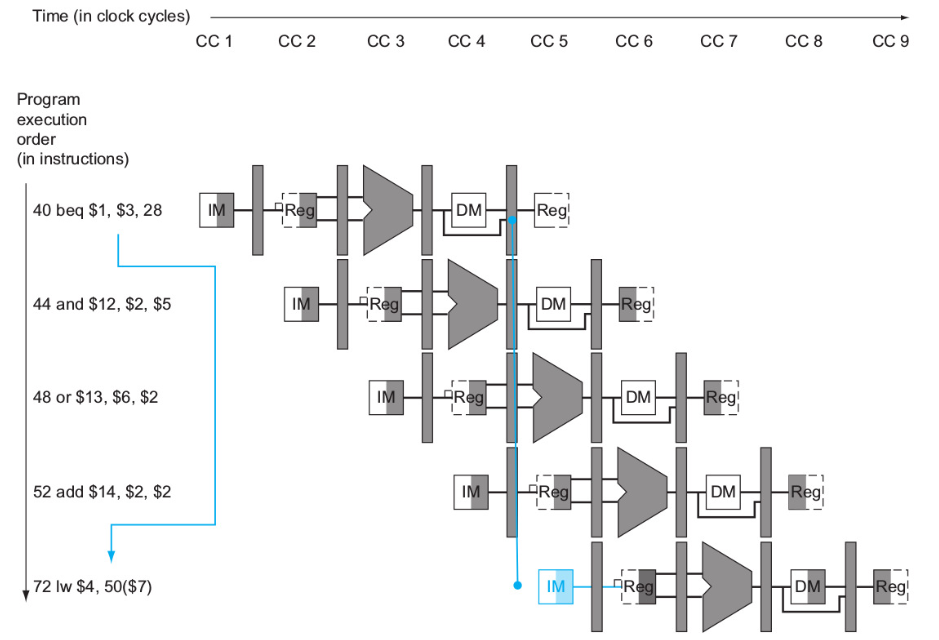 Time (in clock cycles)
CC 1 CC 2 CC 3 CC 4 CC 5 CC 6 CC 7 CC 8 CC 9
Program
execution
order
(in instructions)
40 beq $1, $3, 28 IM Reg DM Reg
44 and $12, $2, $5 IM Reg DM Reg
48 or $13, $6, $2 IM Reg DM Reg
52 add $14, $2, $2 IM Reg DM Reg
72 lw $4, 50($7) IM Reg DM Reg